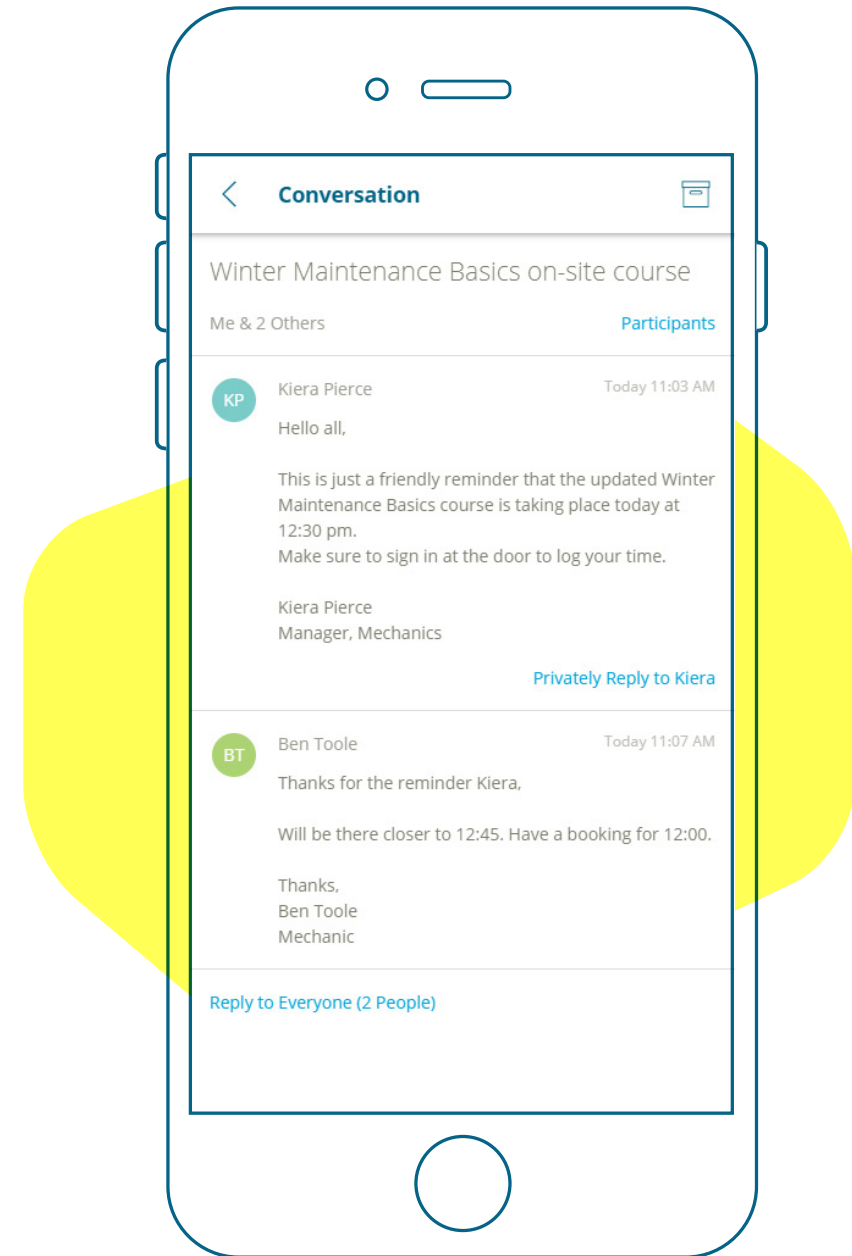 Conversation
Winter Maintenance Basics on-site course
Me & 2 Others
Participants
KP
Kiera Pierce
Today 11:03 AM
Hello all,
This is just a friendly reminder that the updated Winter
Maintenance Basics course is taking place today at
12:30 pm.
Make sure to sign in at the door to log your time.
Kiera Pierce
Manager, Mechanics
Privately Reply to Kiera
BT
Ben Toole
Today 11:07 AM
Thanks for the reminder Kiera,
Will be there closer to 12:45. Have a booking for 12:00.
Thanks,
Ben Toole
Mechanic
Reply to Everyone (2 People)